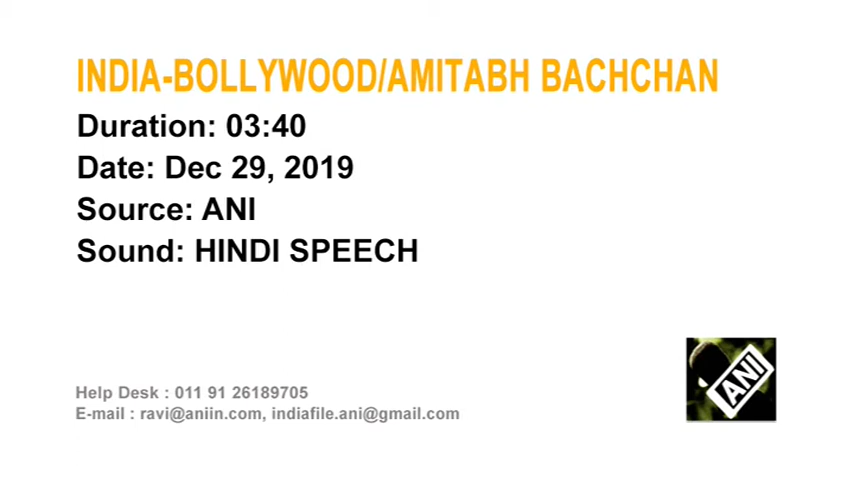 INDIA-BOLLYWOOD/AMITABH BACHCHAN
Duration: 03:40
Date: Dec 29, 2019
Source: ANI
Sound: HINDI SPEECH
ANI
Help Desk : 011 91 26189705
E-mail : ravi@aniin.com, indiafile.ani@gmail.com